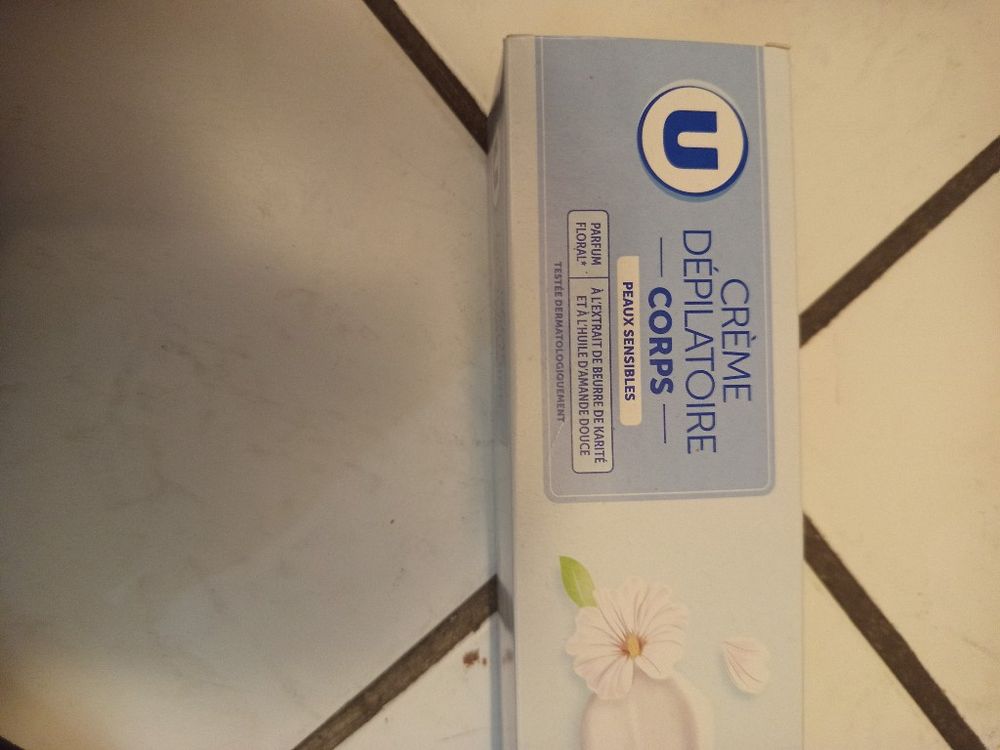 U
CRÈME
DÉPILATOIRE
CORPS
PEAUX SENSIBLES
PARFUM
FLORAL*
À L'EXTRAIT DE BEURRE DE KARITÉ
ET À L'HUILE D'AMANDE DOUCE
TESTÉE DERMATOLOGIQUEMENT